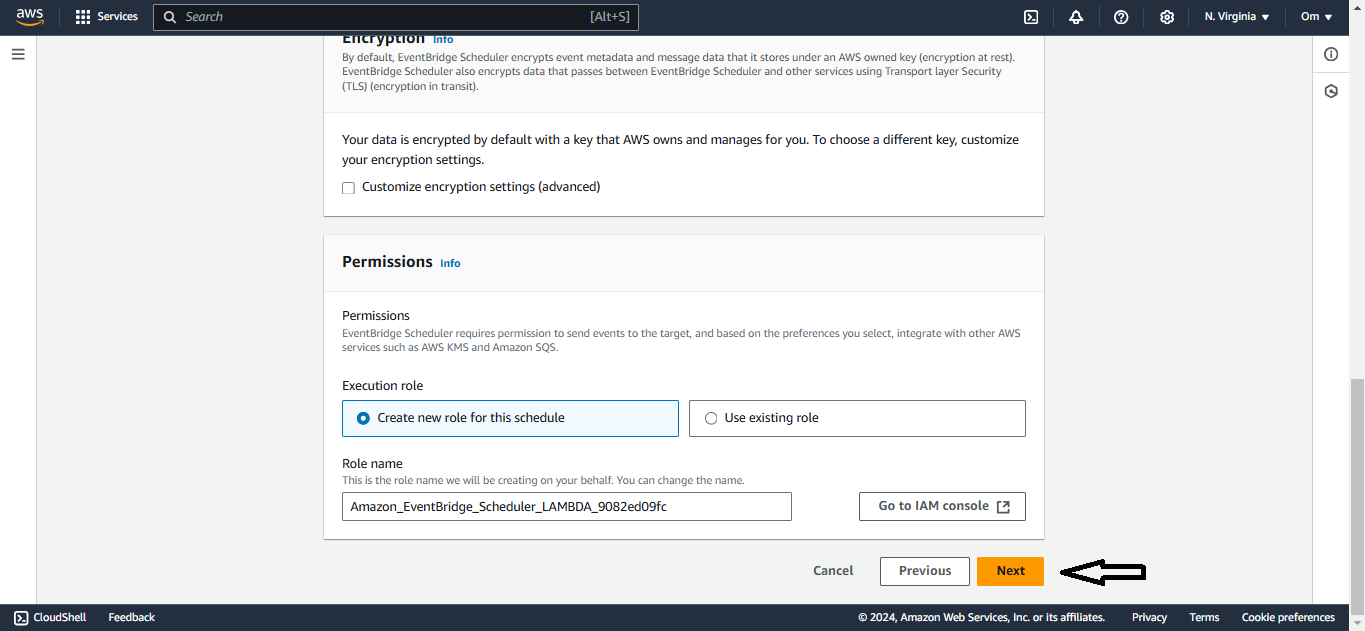 aws
Services
Search
[Alt+S]
N. Virginia
Om
Encryption Info
By default, EventBridge Scheduler encrypts event metadata and message data that it stores under an AWS owned key (encryption at rest).
EventBridge Scheduler also encrypts data that passes between EventBridge Scheduler and other services using Transport layer Security
(TLS) (encryption in transit).
Your data is encrypted by default with a key that AWS owns and manages for you. To choose a different key, customize
your encryption settings.
Customize encryption settings (advanced)
Permissions Info
Permissions
EventBridge Scheduler requires permission to send events to the target, and based on the preferences you select, integrate with other AWS
services such as AWS KMS and Amazon SQS.
Execution role
Create new role for this schedule
Use existing role
Role name
This is the role name we will be creating on your behalf. You can change the name.
Amazon_EventBridge_Scheduler_LAMBDA_9082ed09fc
Go to IAM console
Cancel
Previous
Next
CloudShell
Feedback
© 2024, Amazon Web Services, Inc. or its affiliates.
Privacy
Terms
Cookie preferences